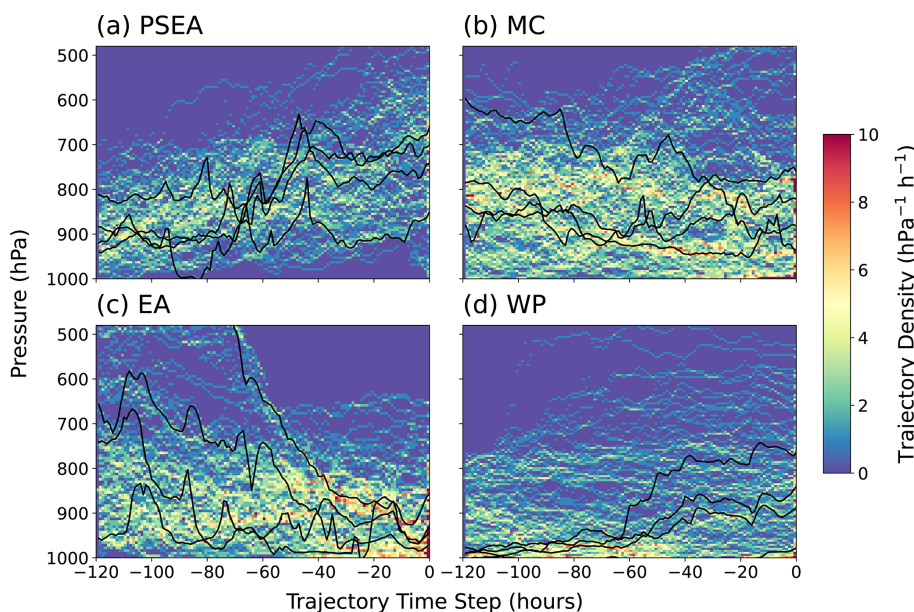 (a) PSEA
(b) MC
500
600
700
800
900
1000
(c) EA
(d) WP
500
600
700
800
900
1000
−120 −100 −80 −60 −40 −20 0
−120 −100 −80 −60 −40 −20 0
Pressure (hPa)
Trajectory Time Step (hours)
10
8
6
4
2
0
Trajectory Density (hPa⁻¹ h⁻¹)